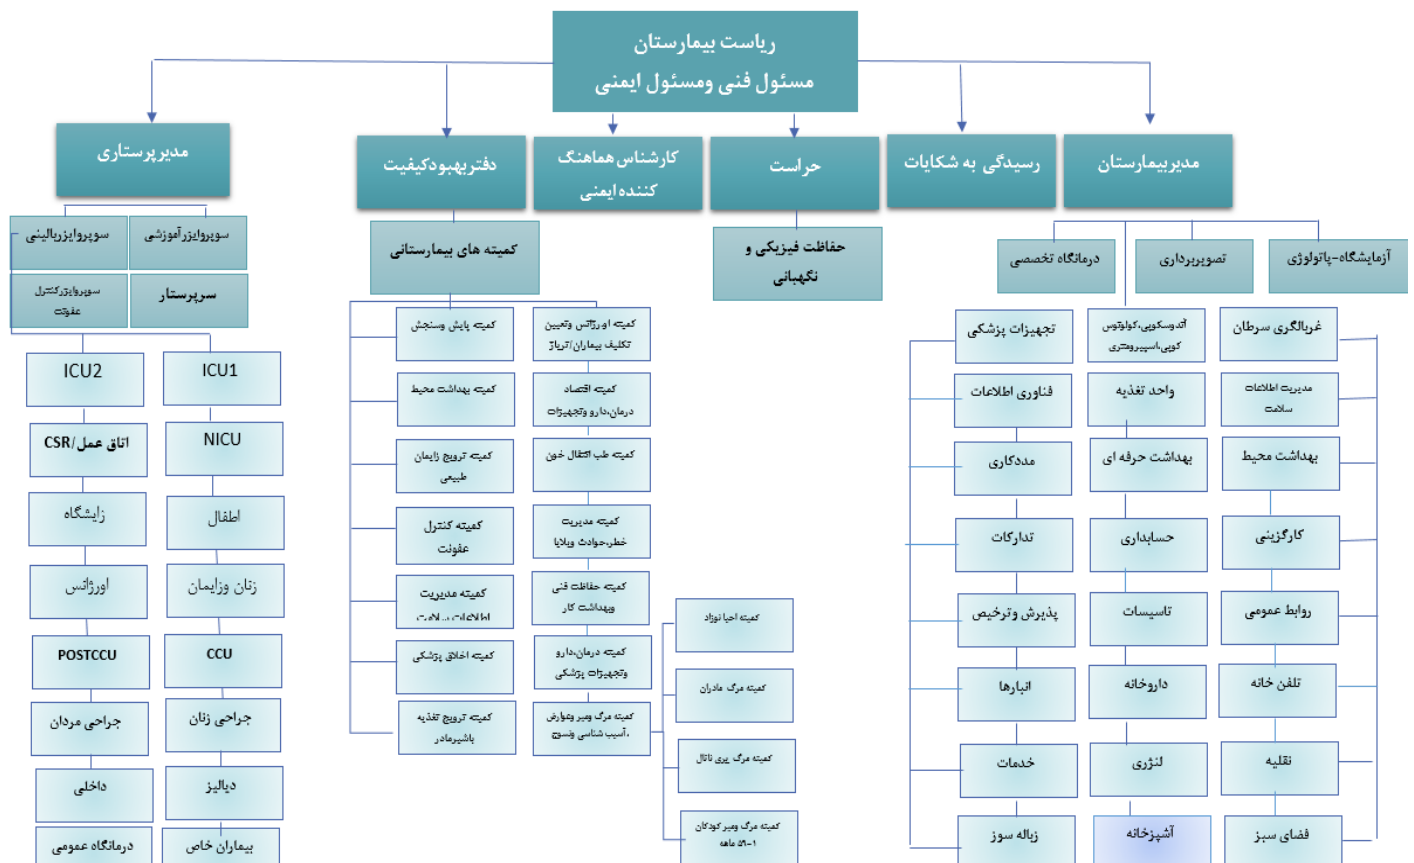 ریاست بیمارستان
مسئول فنی ومسئول ایمنی
مدیربیمارستان
رسیدگی به شکایات
حراست
کارشناس هماهنگ
کننده ایمنی
دفتربهبودکیفیت
مدیرپرستاری
آزمایشگاه-پاتولوژی
تصویربرداری
درمانگاه تخصصی
حفاظت فیزیکی و
نگهبانی
کمیته های بیمارستانی
سوپروایزرآموزشی
سوپروایزربالینی
سرپرستار
سوپروایزرکنترل
عفونت
غربالگری سرطان
آندوسکوپی،کولونوس
کوپی،اسپیرومتری
تجهیزات پزشکی
مدیریت اطلاعات
سلامت
واحد تغذیه
فناوری اطلاعات
بهداشت محیط
بهداشت حرفه ای
مددکاری
کارگزینی
حسابداری
تدارکات
روابط عمومی
تاسیسات
پذیرش وترخیص
تلفن خانه
داروخانه
انبارها
نقلیه
لنژری
خدمات
فضای سبز
آشپزخانه
زباله سوز
کمیته اورژانس وتعیین
تکلیف بیماران/تریاژ
کمیته پایش وسنجش
کمیته اقتصاد
درمان،دارو وتجهیزات
کمیته بهداشت محیط
کمیته طب انتقال خون
کمیته ترویج زایمان
طبیعی
کمیته مدیریت
خطر،حوادث وبلایا
کمیته کنترل
عفونت
کمیته حفاظت فنی
وبهداشت کار
کمیته مدیریت
اطلاعات سلامت
کمیته درمان،دارو
وتجهیزات پزشکی
کمیته اخلاق پزشکی
کمیته مرگ ومیر وعوارض
،آسیب شناسی ونسوج
کمیته ترویج تغذیه
باشیرمادر
کمیته احیا نوزاد
کمیته مرگ مادران
کمیته مرگ پری ناتال
کمیته مرگ ومیر کودکان
۱-۵۹ ماهه
ICU1
ICU2
NICU
اتاق عمل/CSR
اطفال
زایشگاه
زنان وزایمان
اورژانس
CCU
POSTCCU
جراحی زنان
جراحی مردان
دیالیز
داخلی
بیماران خاص
درمانگاه عمومی